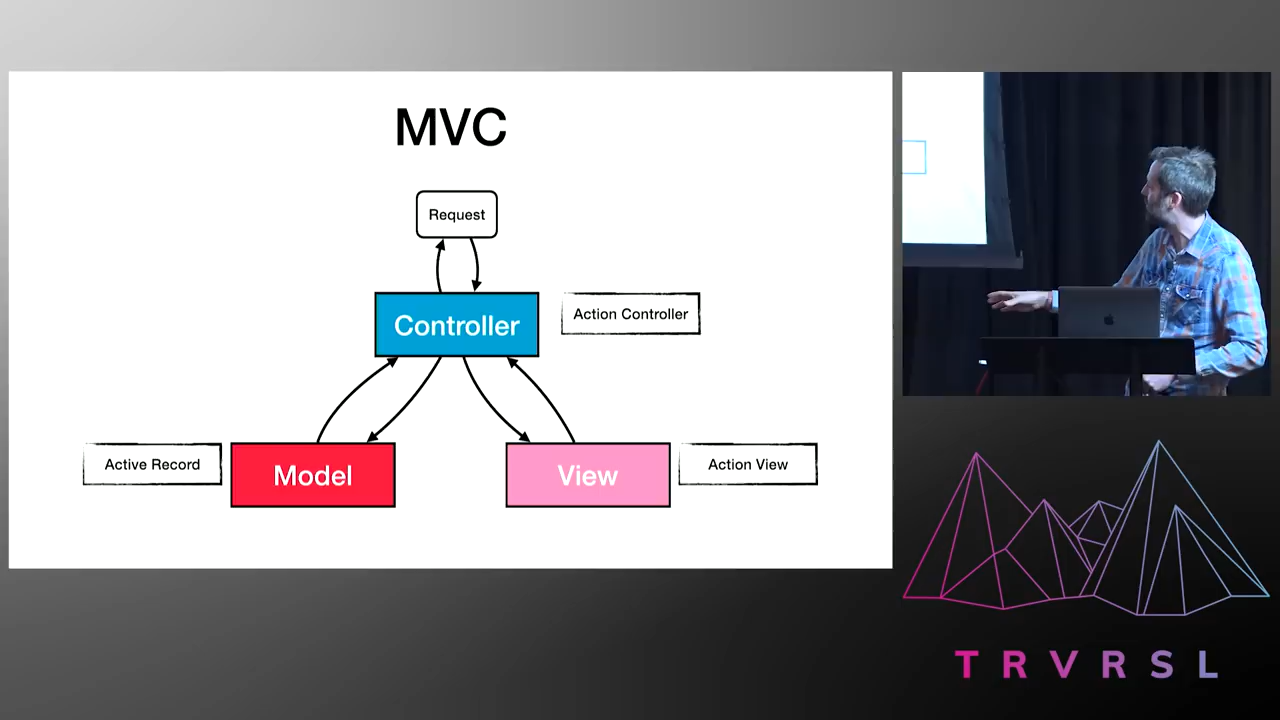 MVC
Request
Controller
Action Controller
Active Record
Model
View
Action View
TRVRSL